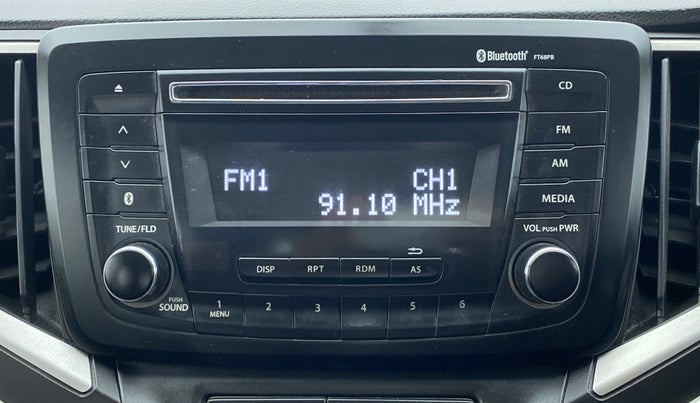 Bluetooth® FT68PB
CD
FM
AM
MEDIA
FM1 CH1
91.10 MHz
TUNE/FLD
VOL PUSH PWR
DISP RPT RDM AS
PUSH
SOUND
1 2 3 4 5 6
MENU